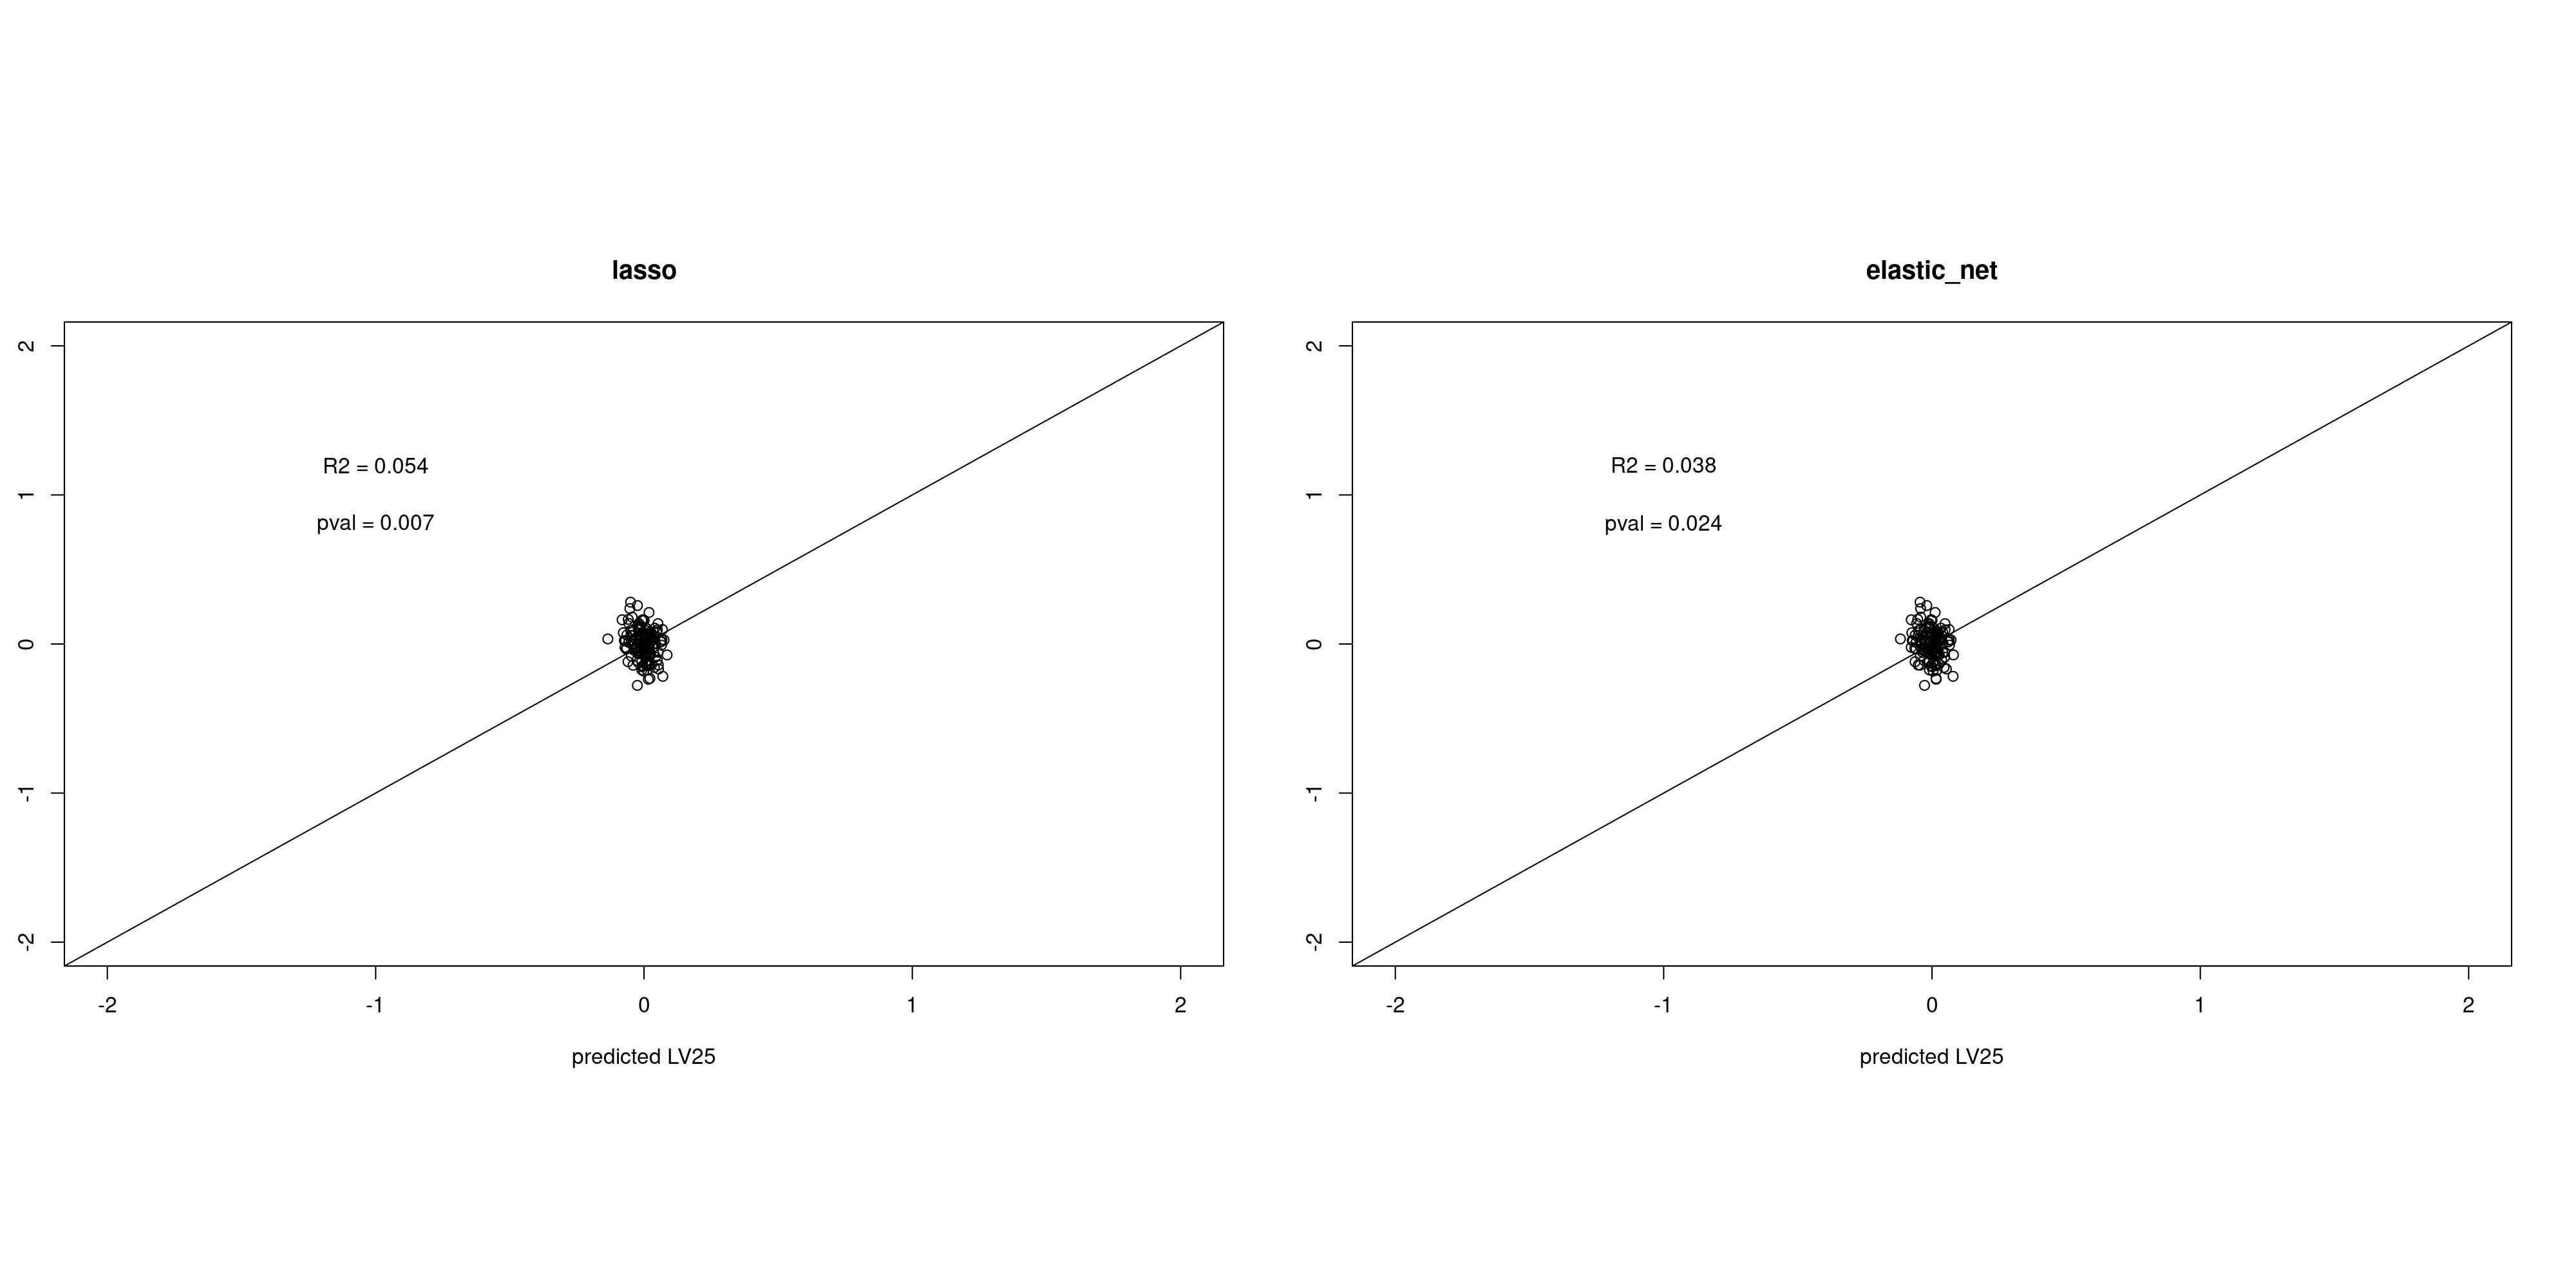 lasso
2
1
0
-1
-2
R2 = 0.054
pval = 0.007
-2 -1 0 1 2
predicted LV25
elastic_net
2
1
0
-1
-2
R2 = 0.038
pval = 0.024
-2 -1 0 1 2
predicted LV25